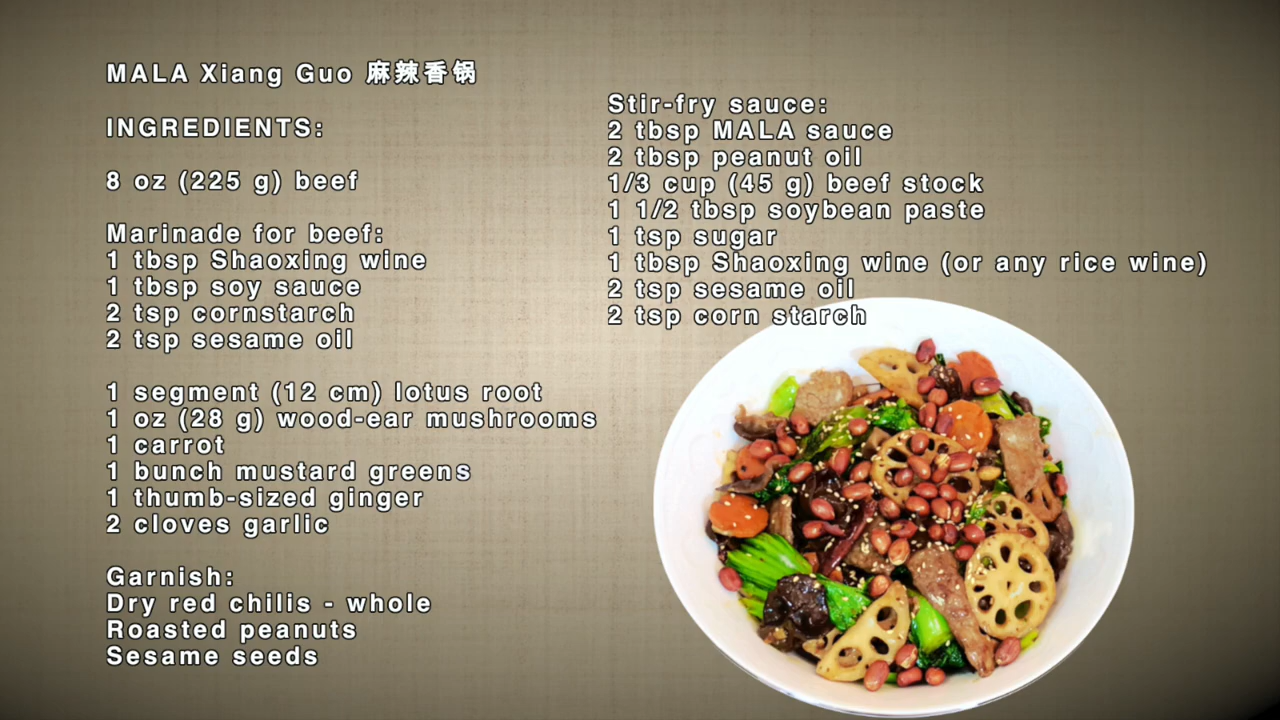 MALA Xiang Guo 麻辣香锅
INGREDIENTS:
8 oz (225 g) beef
Marinade for beef:
1 tbsp Shaoxing wine
1 tbsp soy sauce
2 tsp cornstarch
2 tsp sesame oil
1 segment (12 cm) lotus root
1 oz (28 g) wood-ear mushrooms
1 carrot
1 bunch mustard greens
1 thumb-sized ginger
2 cloves garlic
Garnish:
Dry red chilis - whole
Roasted peanuts
Sesame seeds
Stir-fry sauce:
2 tbsp MALA sauce
2 tbsp peanut oil
1/3 cup (45 g) beef stock
1 1/2 tbsp soybean paste
1 tsp sugar
1 tbsp Shaoxing wine (or any rice wine)
2 tsp sesame oil
2 tsp corn starch